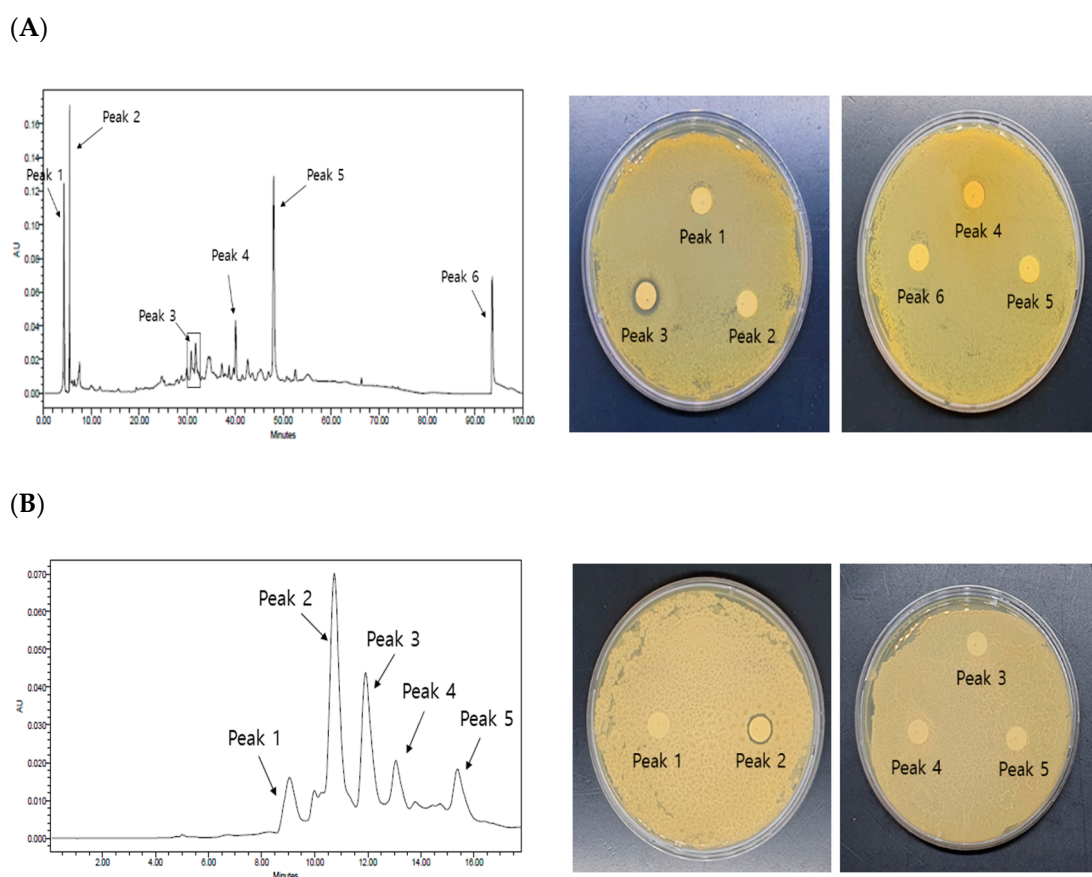 (A)
0.16
0.14
0.12
0.10
0.08
0.06
0.04
0.02
0.00
AU
Peak 1
Peak 2
Peak 3
Peak 4
Peak 5
Peak 6
0.00 10.00 20.00 30.00 40.00 50.00 60.00 70.00 80.00 90.00 100.00
Minutes
Peak 1
Peak 3
Peak 2
Peak 4
Peak 6
Peak 5
(B)
0.070
0.060
0.050
0.040
0.030
0.020
0.010
0.000
AU
Peak 1
Peak 2
Peak 3
Peak 4
Peak 5
2.00 4.00 6.00 8.00 10.00 12.00 14.00 16.00
Minutes
Peak 1
Peak 2
Peak 3
Peak 4
Peak 5